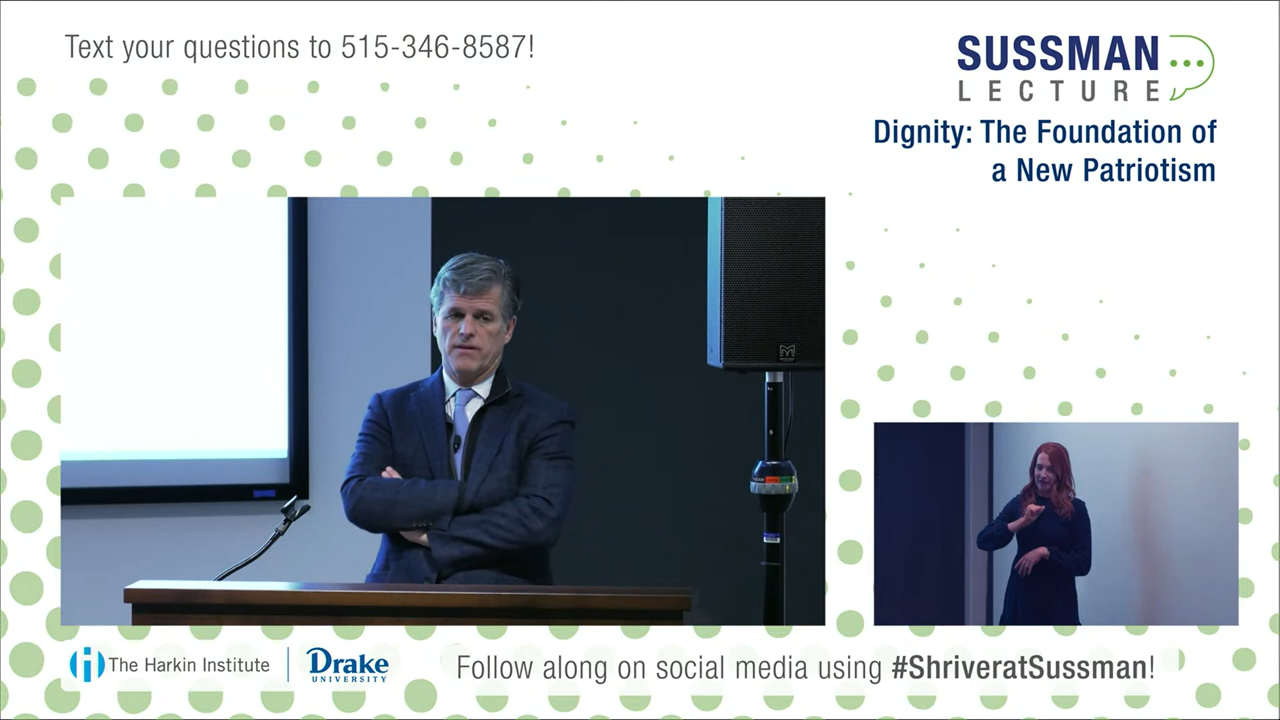 Text your questions to 515-346-8587!
SUSSMAN
LECTURE
Dignity: The Foundation of
a New Patriotism
The Harkin Institute
Drake
UNIVERSITY
Follow along on social media using #ShriveratSussman!